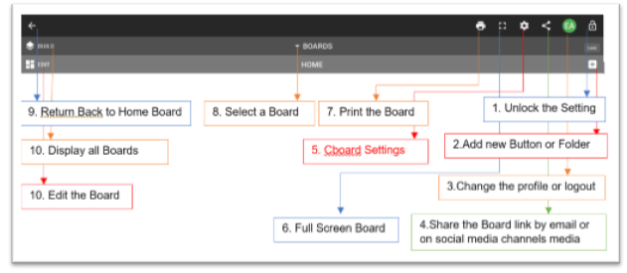 EA
BUILD
BOARDS
EDIT
HOME
9. Return Back to Home Board
8. Select a Board
7. Print the Board
1. Unlock the Setting
10. Display all Boards
5. Cboard Settings
2.Add new Button or Folder
10. Edit the Board
3.Change the profile or logout
6. Full Screen Board
4.Share the Board link by email or
on social media channels media